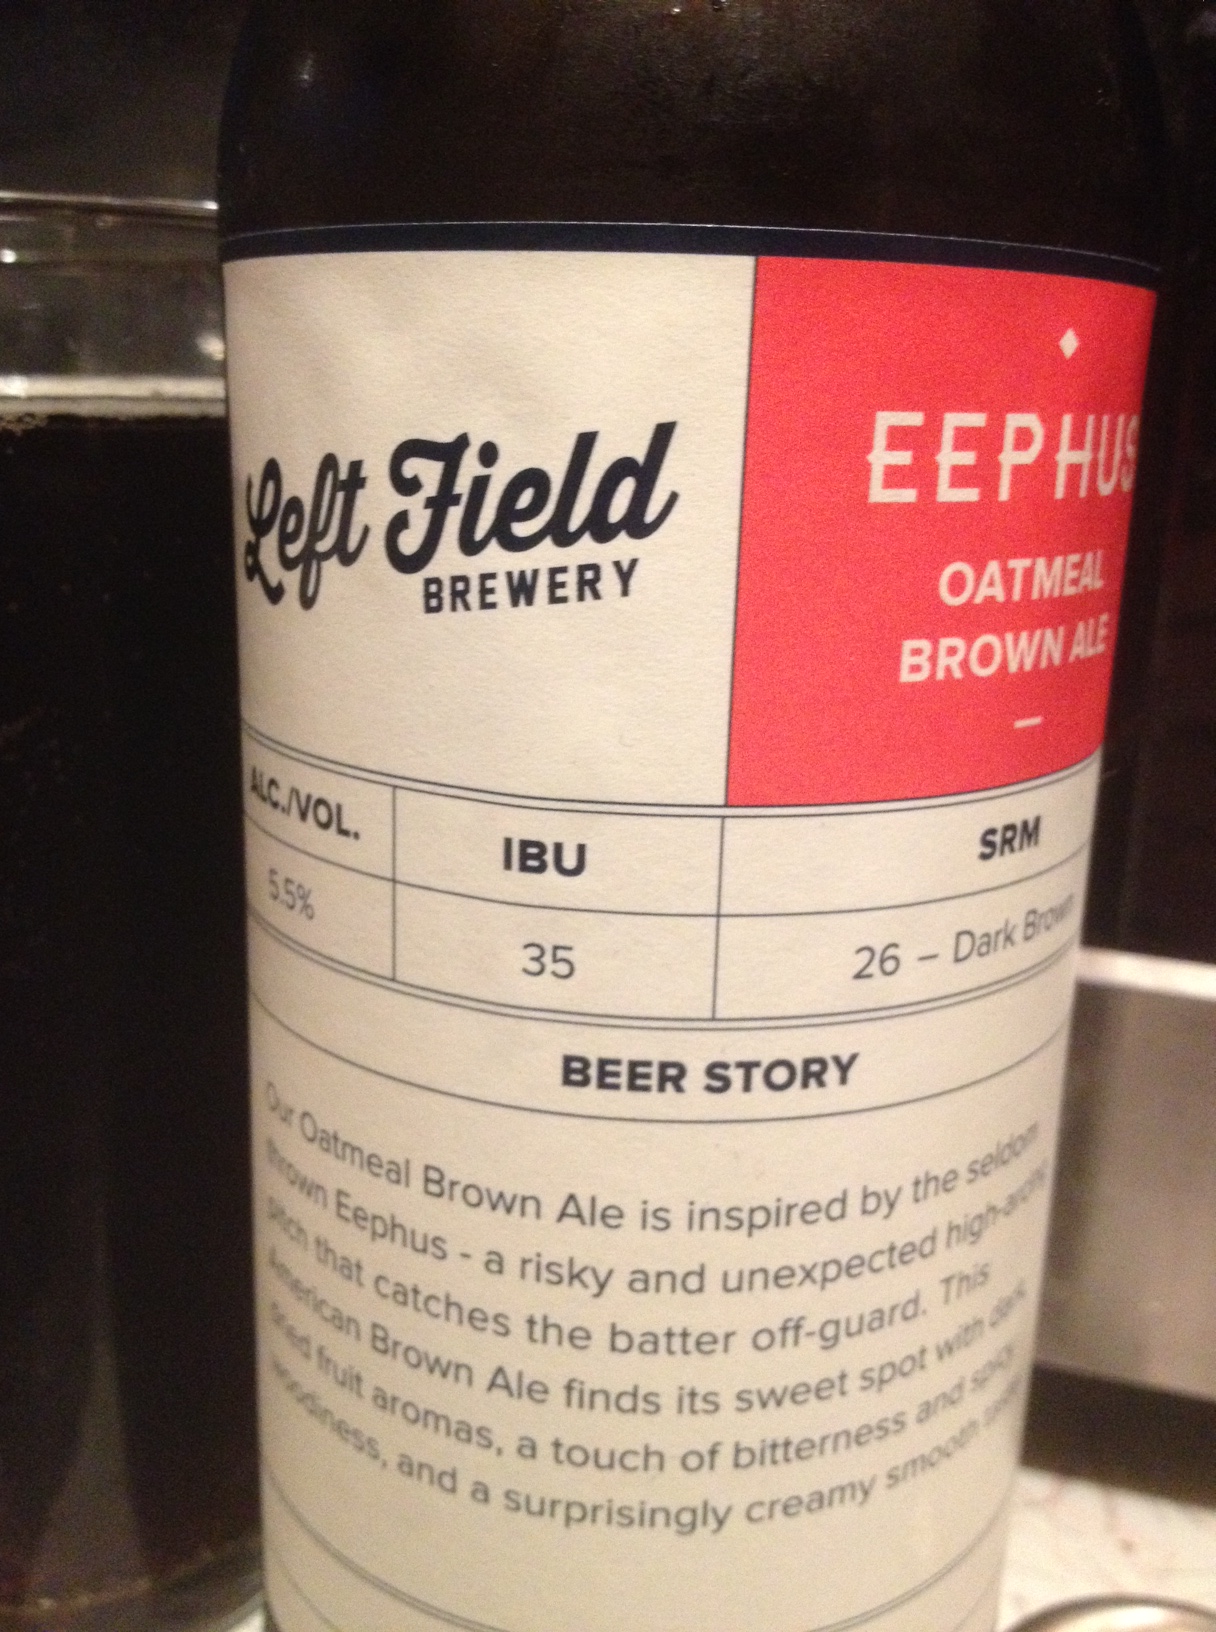 Left Field
BREWERY
EEPHUS
OATMEAL
BROWN ALE
ALC./VOL.
IBU
SRM
5.5%
35
26 – Dark Brown
BEER STORY
Our Oatmeal Brown Ale is inspired by the seldom
thrown Eephus - a risky and unexpected high-arcing
pitch that catches the batter off-guard. This
American Brown Ale finds its sweet spot with dark
dried fruit aromas, a touch of bitterness and spicy
woodiness, and a surprisingly creamy smooth